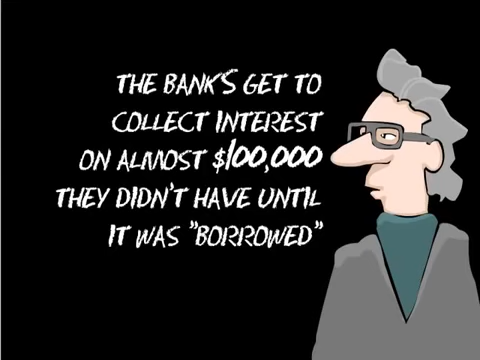 THE BANK'S GET TO
COLLECT INTEREST
ON ALMOST $100,000
THEY DIDN'T HAVE UNTIL
IT WAS "BORROWED"